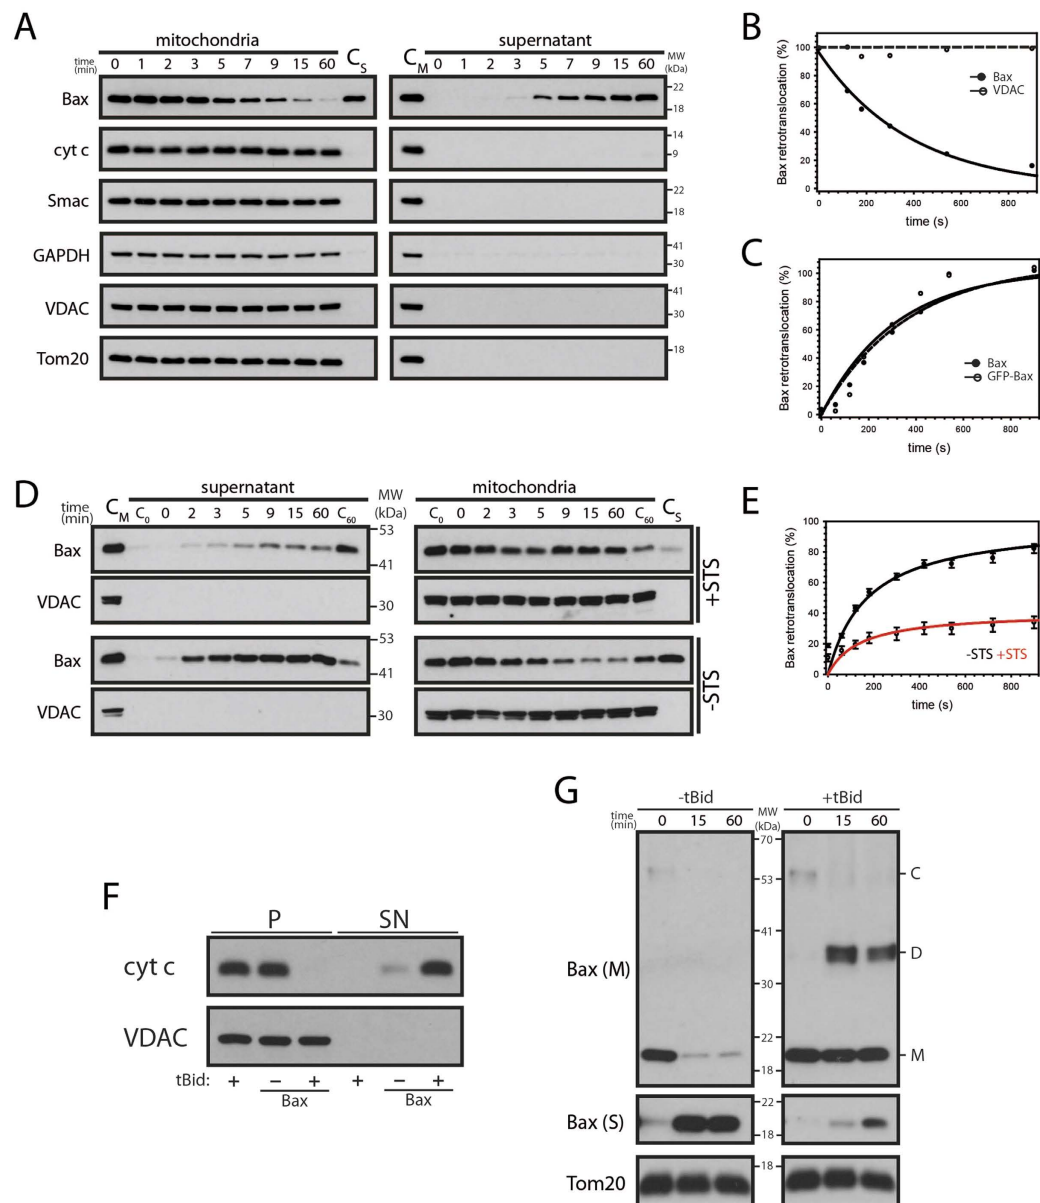 A
mitochondria
supernatant
time (min) 0 1 2 3 5 7 9 15 60 CS
CM 0 1 2 3 5 7 9 15 60 MW (kDa)
Bax
22
18
cyt c
14
9
Smac
22
18
GAPDH
41
30
VDAC
41
30
Tom20
18
B
Bax retrotranslocation (%)
100
80
60
40
20
0
Bax
VDAC
0 200 400 600 800
time (s)
C
Bax retrotranslocation (%)
100
80
60
40
20
0
Bax
GFP-Bax
0 200 400 600 800
time (s)
D
supernatant
mitochondria
time (min) CM C0 0 2 3 5 9 15 60 C60 MW (kDa)
C0 0 2 3 5 9 15 60 C60 CS
Bax
53
41
VDAC
30
+STS
Bax
53
41
VDAC
30
-STS
E
Bax retrotranslocation (%)
100
80
60
40
20
0
-STS +STS
0 200 400 600 800
time (s)
F
P SN
cyt c
VDAC
tBid: + − + + − +
Bax Bax
G
-tBid +tBid
time (min) 0 15 60 MW (kDa) 0 15 60
Bax (M)
70
53
41
30
22
18
C
D
M
Bax (S)
22
18
Tom20
18